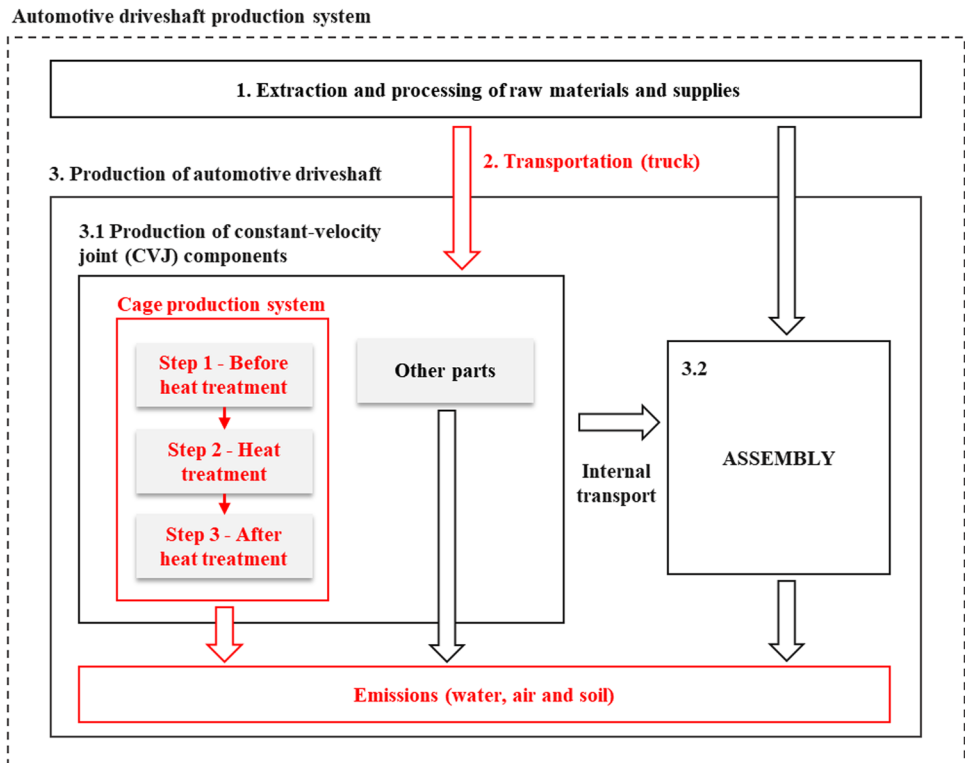 Automotive driveshaft production system
1. Extraction and processing of raw materials and supplies
2. Transportation (truck)
3. Production of automotive driveshaft
3.1 Production of constant-velocity
joint (CVJ) components
Cage production system
Step 1 - Before
heat treatment
Step 2 - Heat
treatment
Step 3 - After
heat treatment
Other parts
Internal
transport
3.2
ASSEMBLY
Emissions (water, air and soil)